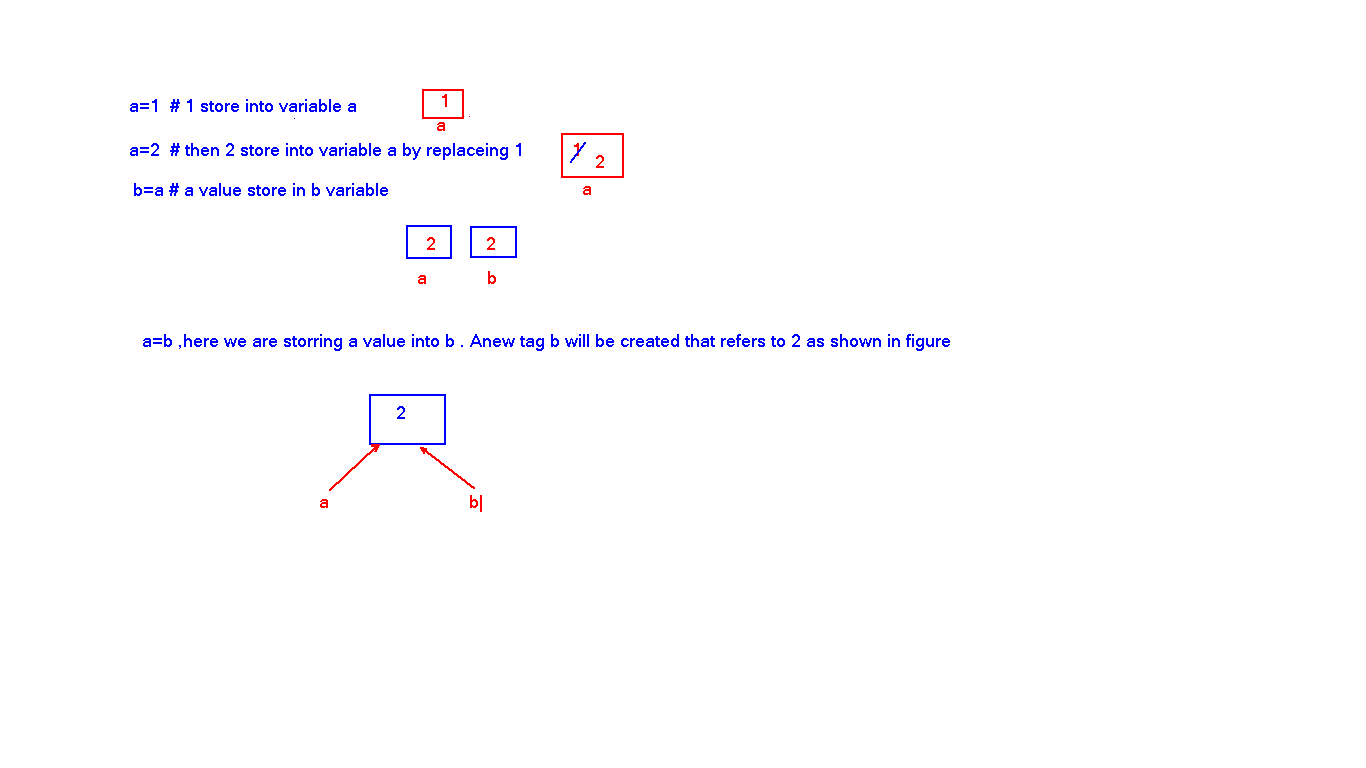 a=1 # 1 store into variable a
1
a
a=2 # then 2 store into variable a by replaceing 1
1
2
a
b=a # a value store in b variable
2 2
a b
a=b ,here we are storring a value into b . Anew tag b will be created that refers to 2 as shown in figure
2
a b